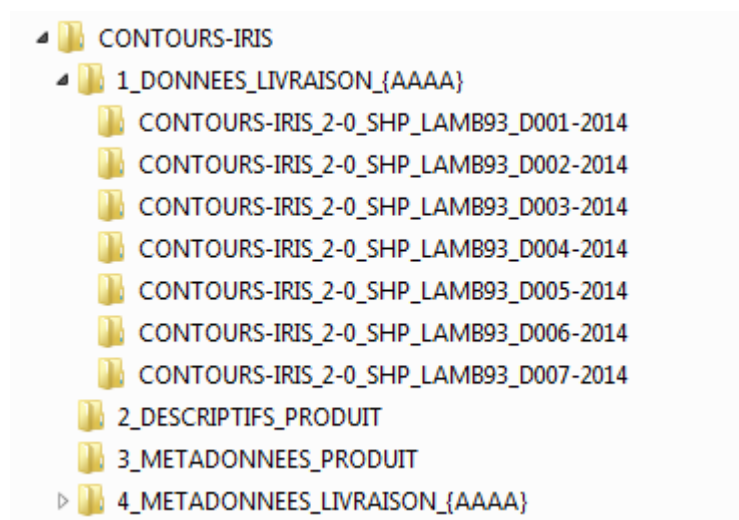 CONTOURS-IRIS
1_DONNEES_LIVRAISON_{AAAA}
CONTOURS-IRIS_2-0_SHP_LAMB93_D001-2014
CONTOURS-IRIS_2-0_SHP_LAMB93_D002-2014
CONTOURS-IRIS_2-0_SHP_LAMB93_D003-2014
CONTOURS-IRIS_2-0_SHP_LAMB93_D004-2014
CONTOURS-IRIS_2-0_SHP_LAMB93_D005-2014
CONTOURS-IRIS_2-0_SHP_LAMB93_D006-2014
CONTOURS-IRIS_2-0_SHP_LAMB93_D007-2014
2_DESCRIPTIFS_PRODUIT
3_METADONNEES_PRODUIT
4_METADONNEES_LIVRAISON_{AAAA}